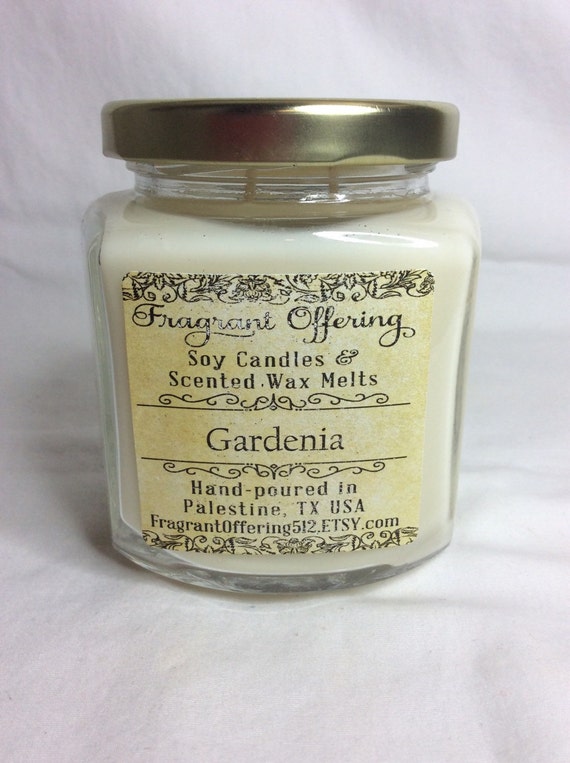 Fragrant Offering
Soy Candles &
Scented Wax Melts
Gardenia
Hand-poured in
Palestine, TX USA
FragrantOffering512.ETSY.com